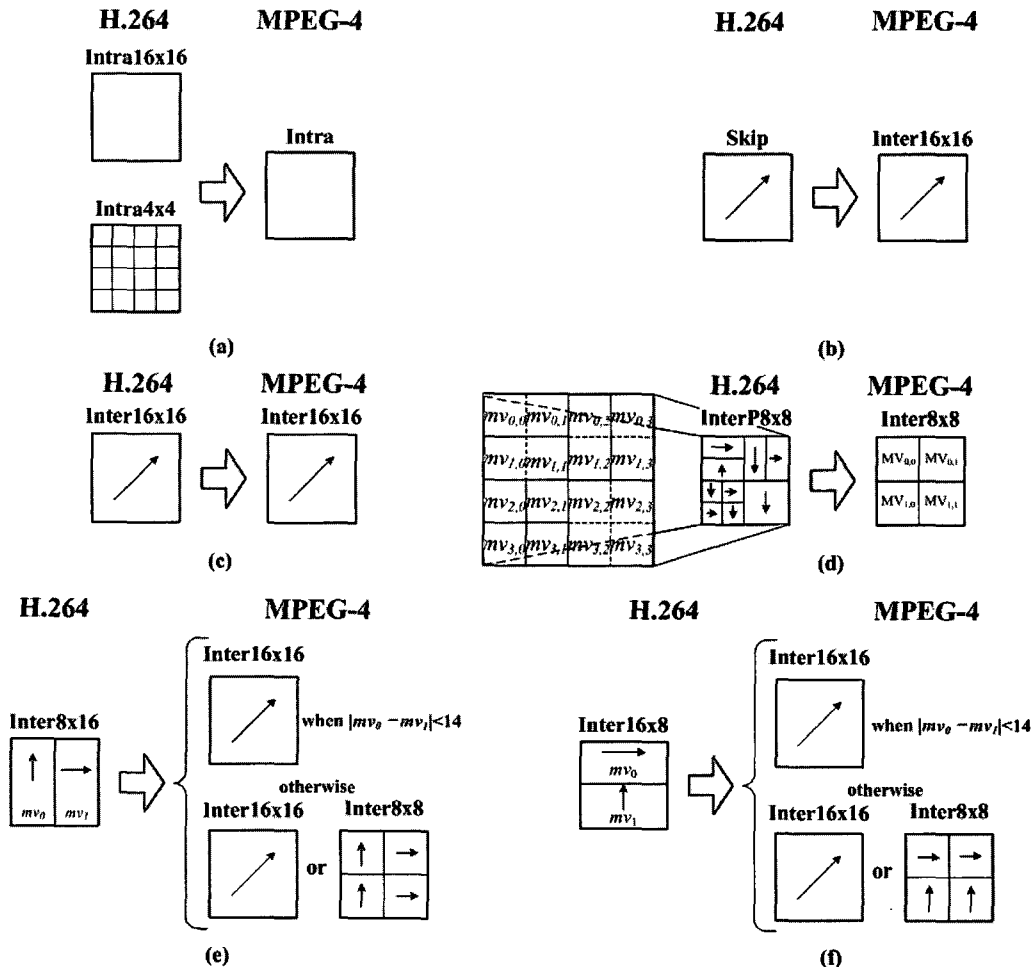 H.264 MPEG-4
Intra16x16
Intra
Intra4x4
(a)
H.264 MPEG-4
Skip Inter16x16
(b)
H.264 MPEG-4
Inter16x16 Inter16x16
(c)
H.264 MPEG-4
InterP8x8 Inter8x8
mv0,0 mv0,1 mv0,3 mv0,3
mv1,0 mv1,1 mv1,2 mv1,3
mv2,0 mv2,1 mv2,2 mv2,3
mv3,0 mv3,1 mv3,2 mv3,3
MV0,0 MV0,1
MV1,0 MV1,1
(d)
H.264 MPEG-4
Inter16x16
Inter8x16
when |mv0 – mv1|<14
mv0 mv1
otherwise
Inter16x16 Inter8x8
or
(e)
H.264 MPEG-4
Inter16x16
Inter16x8
when |mv0 – mv1|<14
mv0
mv1
otherwise
Inter16x16 Inter8x8
or
(f)